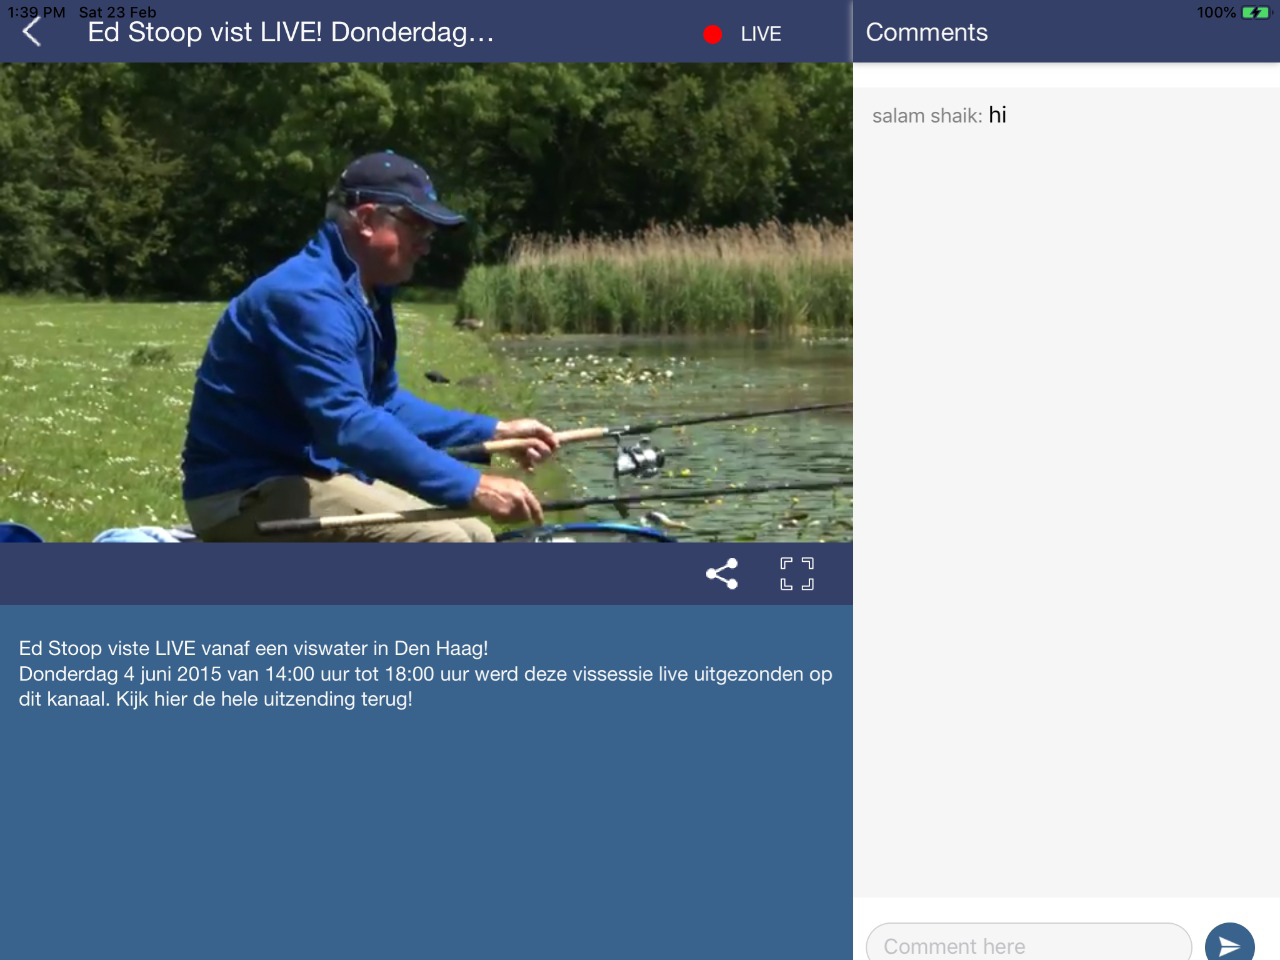 1:39 PM Sat 23 Feb
100%
Ed Stoop vist LIVE! Donderdag...
LIVE
Comments
salam shaik: hi
Ed Stoop viste LIVE vanaf een viswater in Den Haag!
Donderdag 4 juni 2015 van 14:00 uur tot 18:00 uur werd deze vissessie live uitgezonden op
dit kanaal. Kijk hier de hele uitzending terug!
Comment here